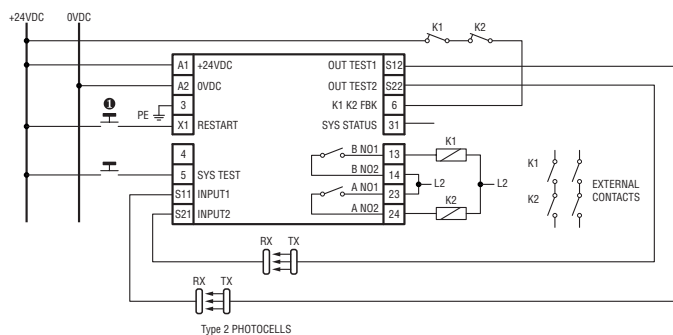 +24VDC 0VDC
K1 K2
A1 +24VDC OUT TEST1 S12
A2 0VDC OUT TEST2 S22
PE 3 K1 K2 FBK 6
❶ X1 RESTART SYS STATUS 31
4 B NO1 13 K1
5 SYS TEST B NO2 14
S11 INPUT1 A NO1 23 L2 L2
S21 INPUT2 A NO2 24 K2
K1
K2
EXTERNAL
CONTACTS
RX TX
RX TX
Type 2 PHOTOCELLS